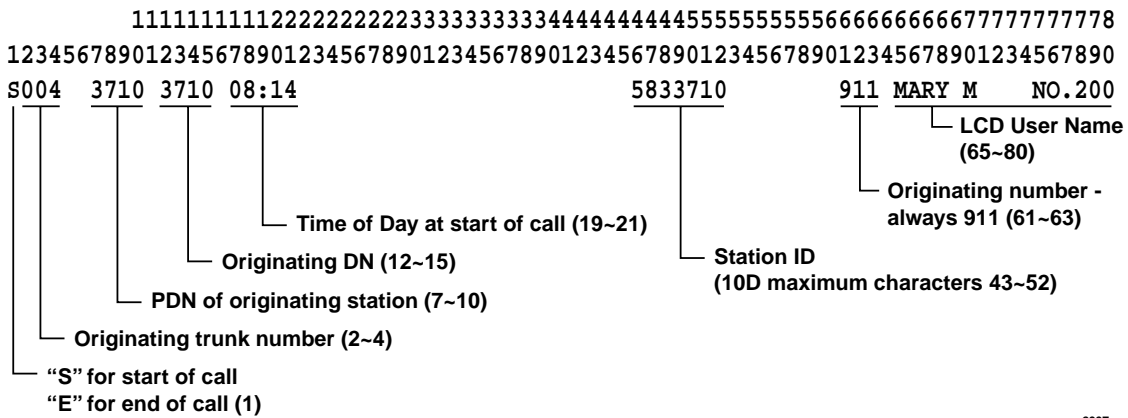 11111111112222222222333333333344444444445555555555666666666677777777778
12345678901234567890123456789012345678901234567890123456789012345678901234567890
S004 3710 3710 08:14 5833710 911 MARY M NO.200
LCD User Name
(65~80)
Originating number -
always 911 (61~63)
Time of Day at start of call (19~21)
Station ID
(10D maximum characters 43~52)
Originating DN (12~15)
PDN of originating station (7~10)
Originating trunk number (2~4)
“S” for start of call
“E” for end of call (1)